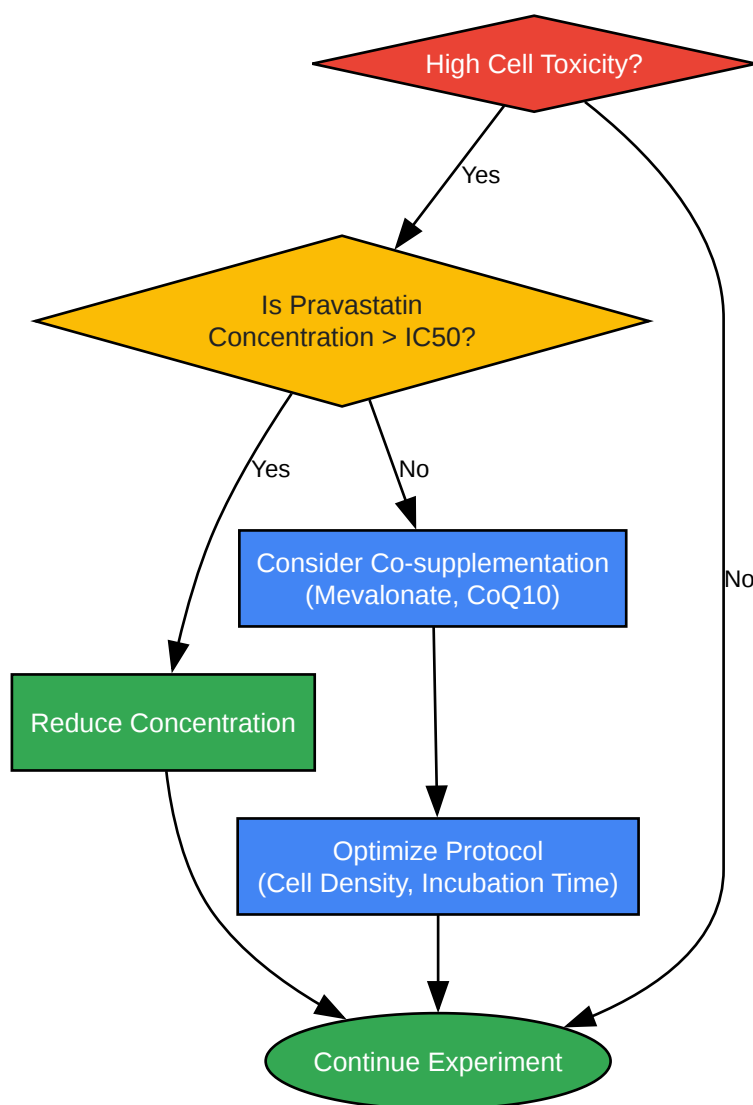 High Cell Toxicity?
Yes
Is Pravastatin
Concentration > IC50?
Yes
No
Consider Co-supplementation
(Mevalonate, CoQ10)
No
Reduce Concentration
Optimize Protocol
(Cell Density, Incubation Time)
Continue Experiment